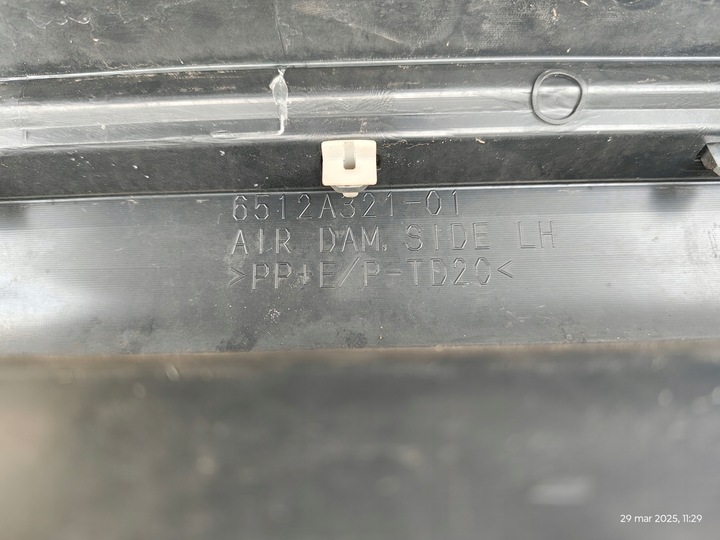 6512A321-01
AIR DAM, SIDE LH
>PP+E/P-TD20<
29 mar 2025, 11:29